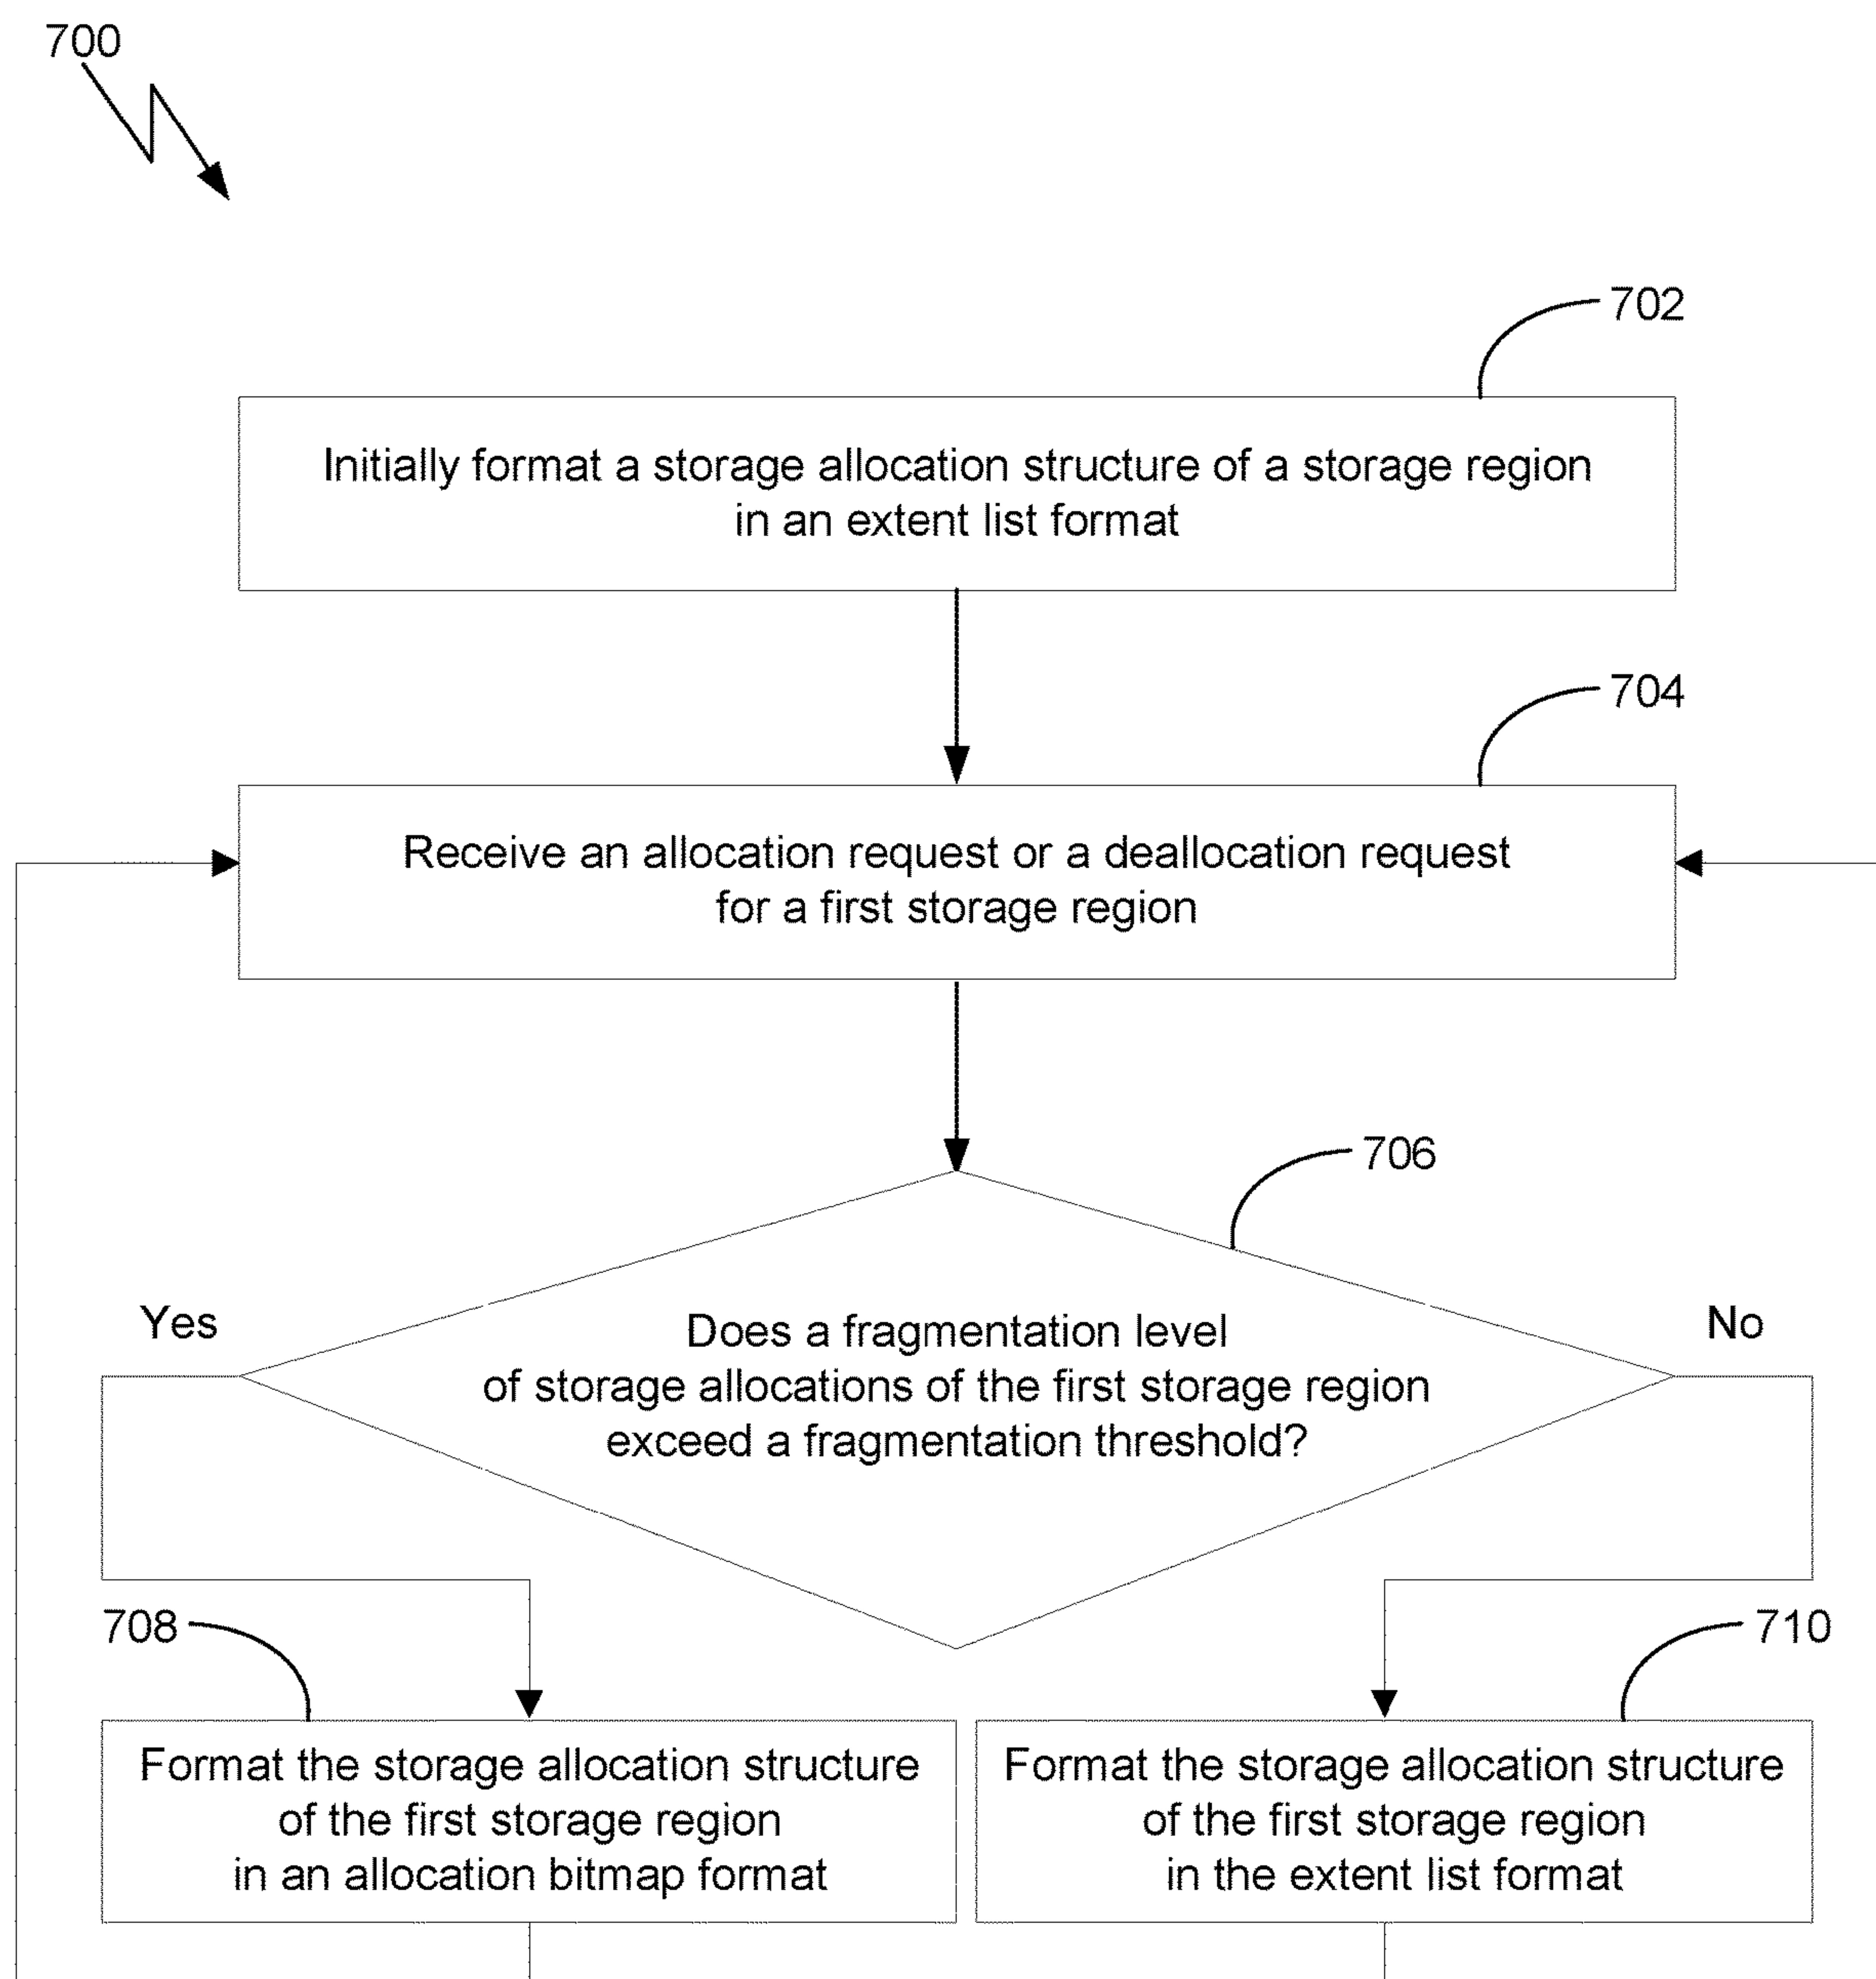 700
702
Initially format a storage allocation structure of a storage region
in an extent list format
704
Receive an allocation request or a deallocation request
for a first storage region
706
Yes
No
Does a fragmentation level
of storage allocations of the first storage region
exceed a fragmentation threshold?
708
710
Format the storage allocation structure
of the first storage region
in an allocation bitmap format
Format the storage allocation structure
of the first storage region
in the extent list format